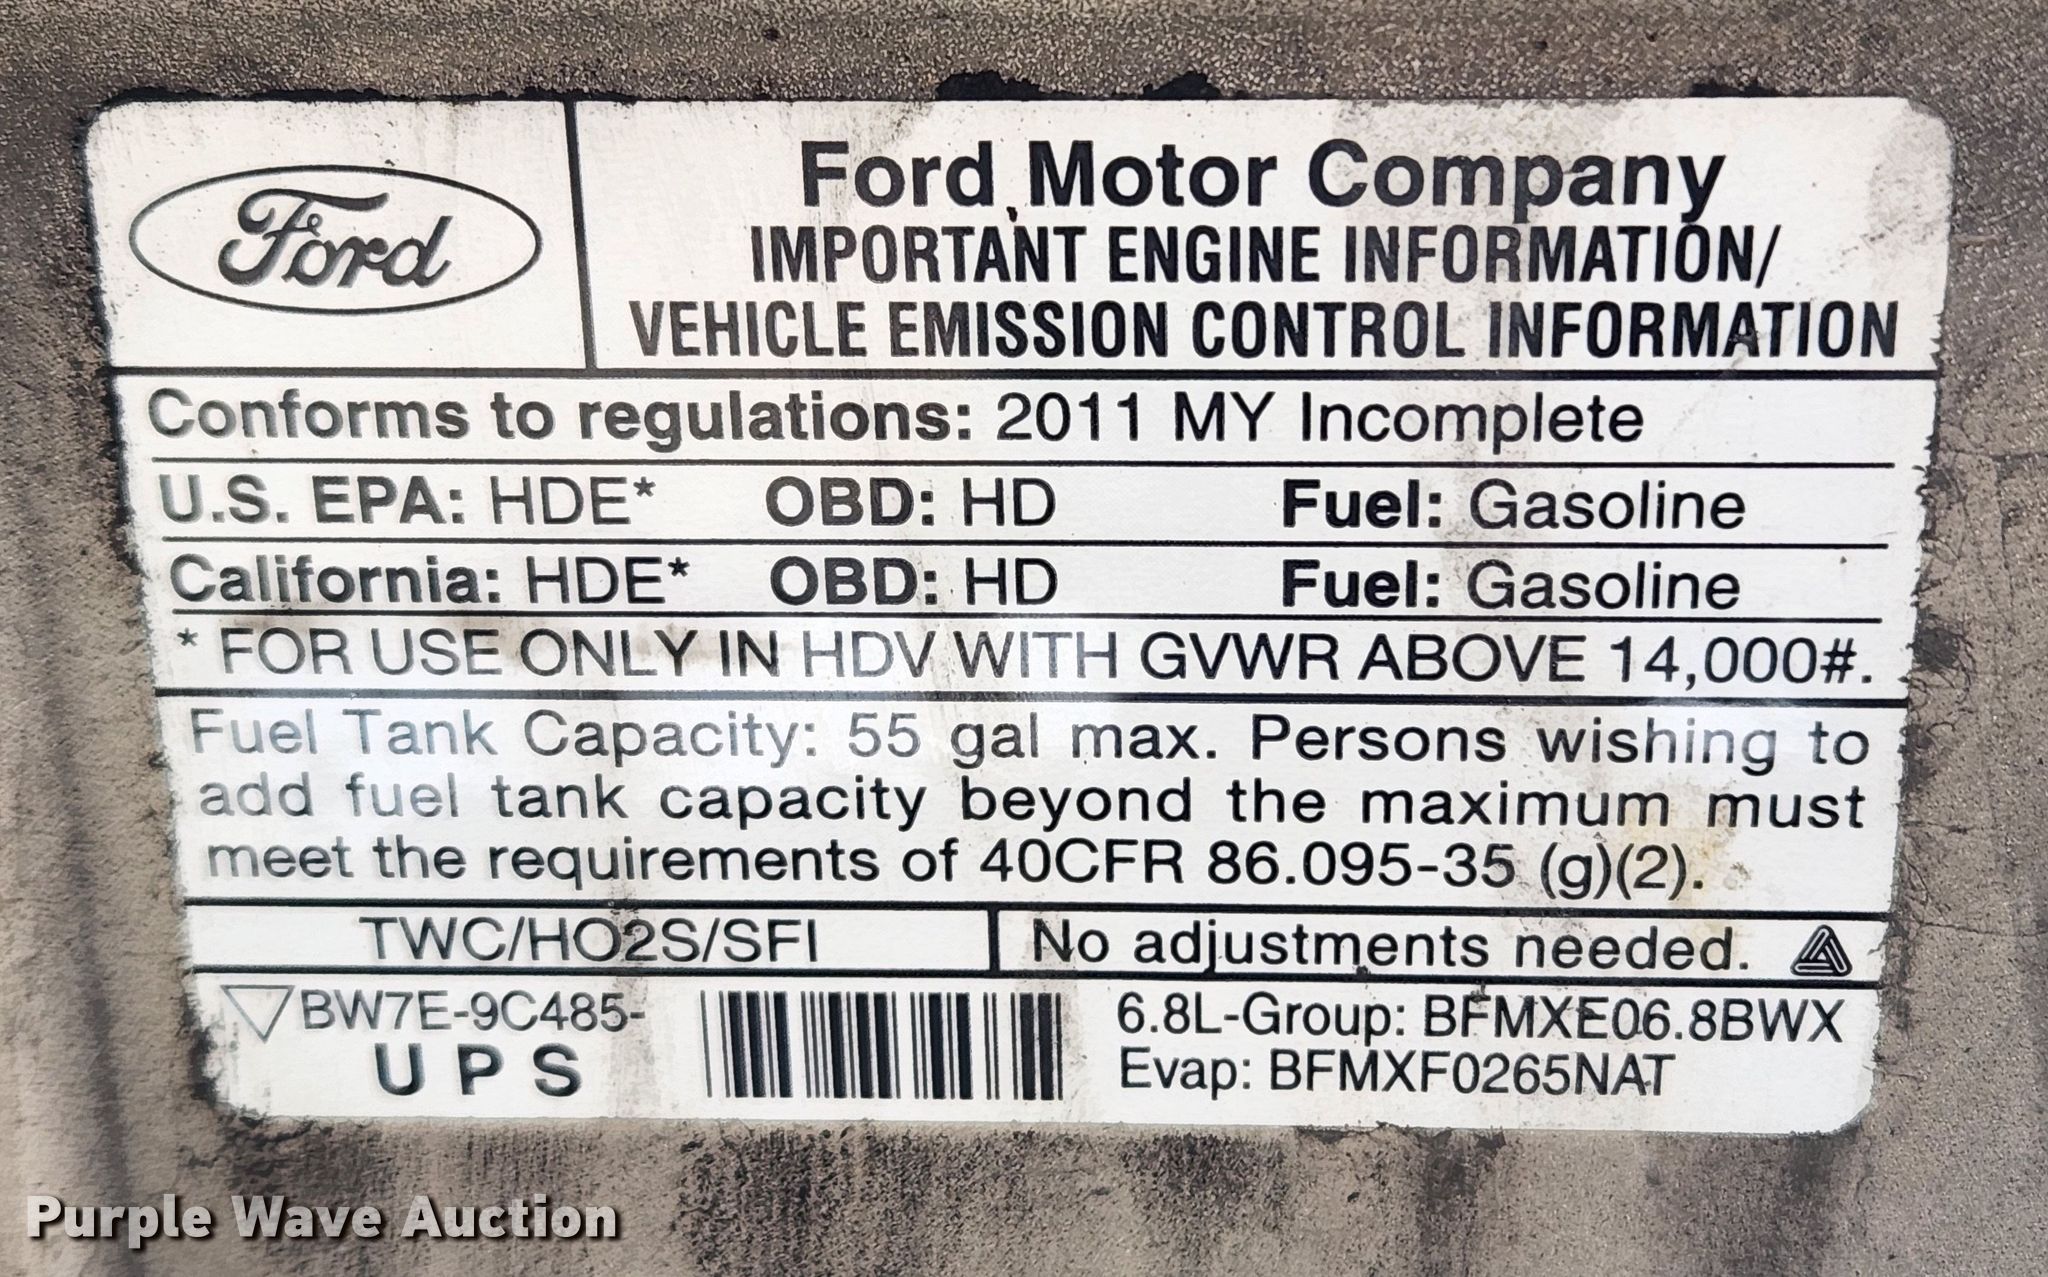 Ford
Ford Motor Company
IMPORTANT ENGINE INFORMATION/
VEHICLE EMISSION CONTROL INFORMATION
Conforms to regulations: 2011 MY Incomplete
U.S. EPA: HDE* OBD: HD Fuel: Gasoline
California: HDE* OBD: HD Fuel: Gasoline
* FOR USE ONLY IN HDV WITH GVWR ABOVE 14,000#.
Fuel Tank Capacity: 55 gal max. Persons wishing to
add fuel tank capacity beyond the maximum must
meet the requirements of 40CFR 86.095-35 (g)(2).
TWC/HO2S/SFI
No adjustments needed.
BW7E-9C485-
U P S
6.8L-Group: BFMXE06.8BWX
Evap: BFMXF0265NAT
Purple Wave Auction